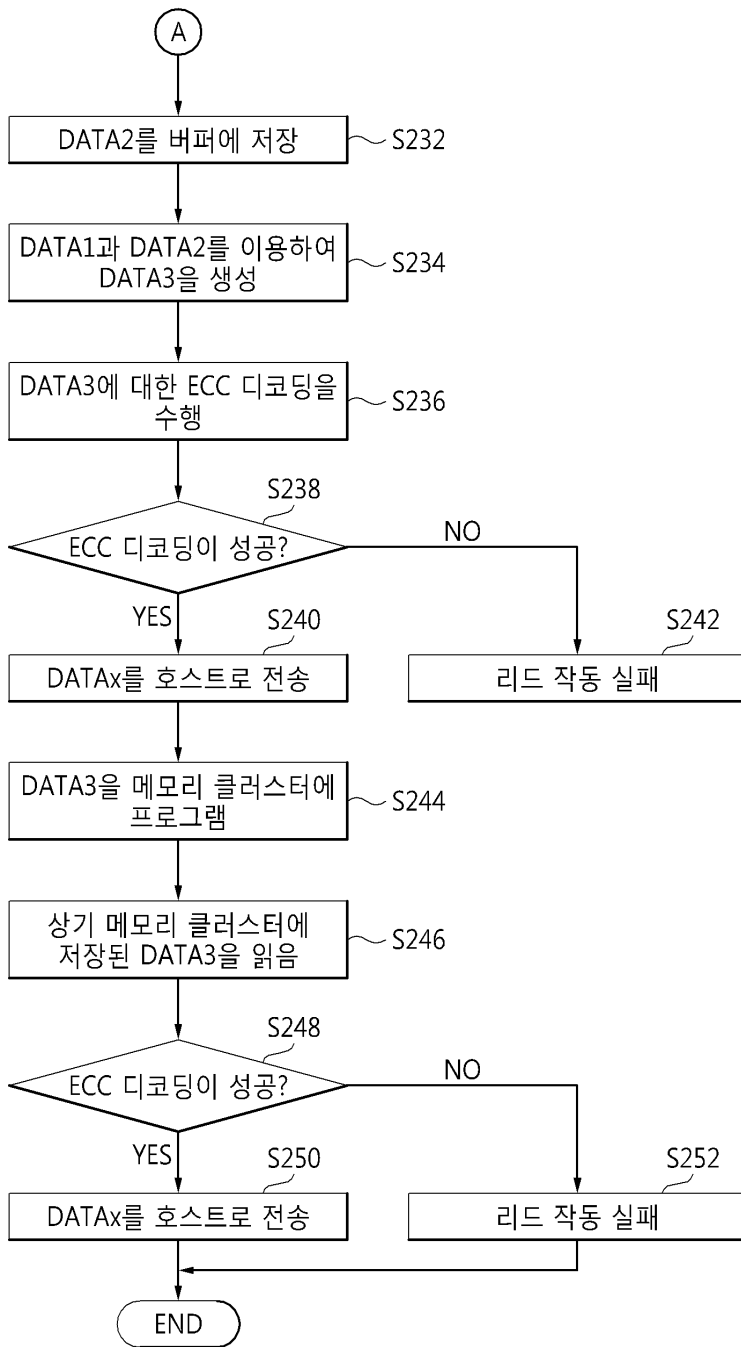 A
DATA2를 버퍼에 저장
S232
DATA1과 DATA2를 이용하여
DATA3을 생성
S234
DATA3에 대한 ECC 디코딩을
수행
S236
S238
ECC 디코딩이 성공?
NO
YES
S240
S242
DATAx를 호스트로 전송
리드 작동 실패
DATA3을 메모리 클러스터에
프로그램
S244
상기 메모리 클러스터에
저장된 DATA3을 읽음
S246
S248
ECC 디코딩이 성공?
NO
YES
S250
S252
DATAx를 호스트로 전송
리드 작동 실패
END